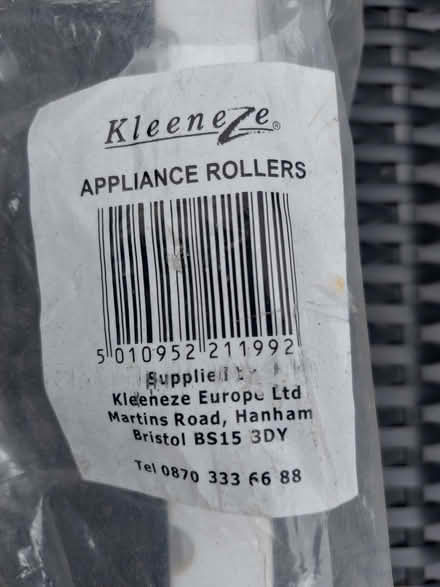 Kleeneze®
APPLIANCE ROLLERS
5 010952 211992
Supplied by
Kleeneze Europe Ltd
Martins Road, Hanham
Bristol BS15 3DY
Tel 0870 333 66 88